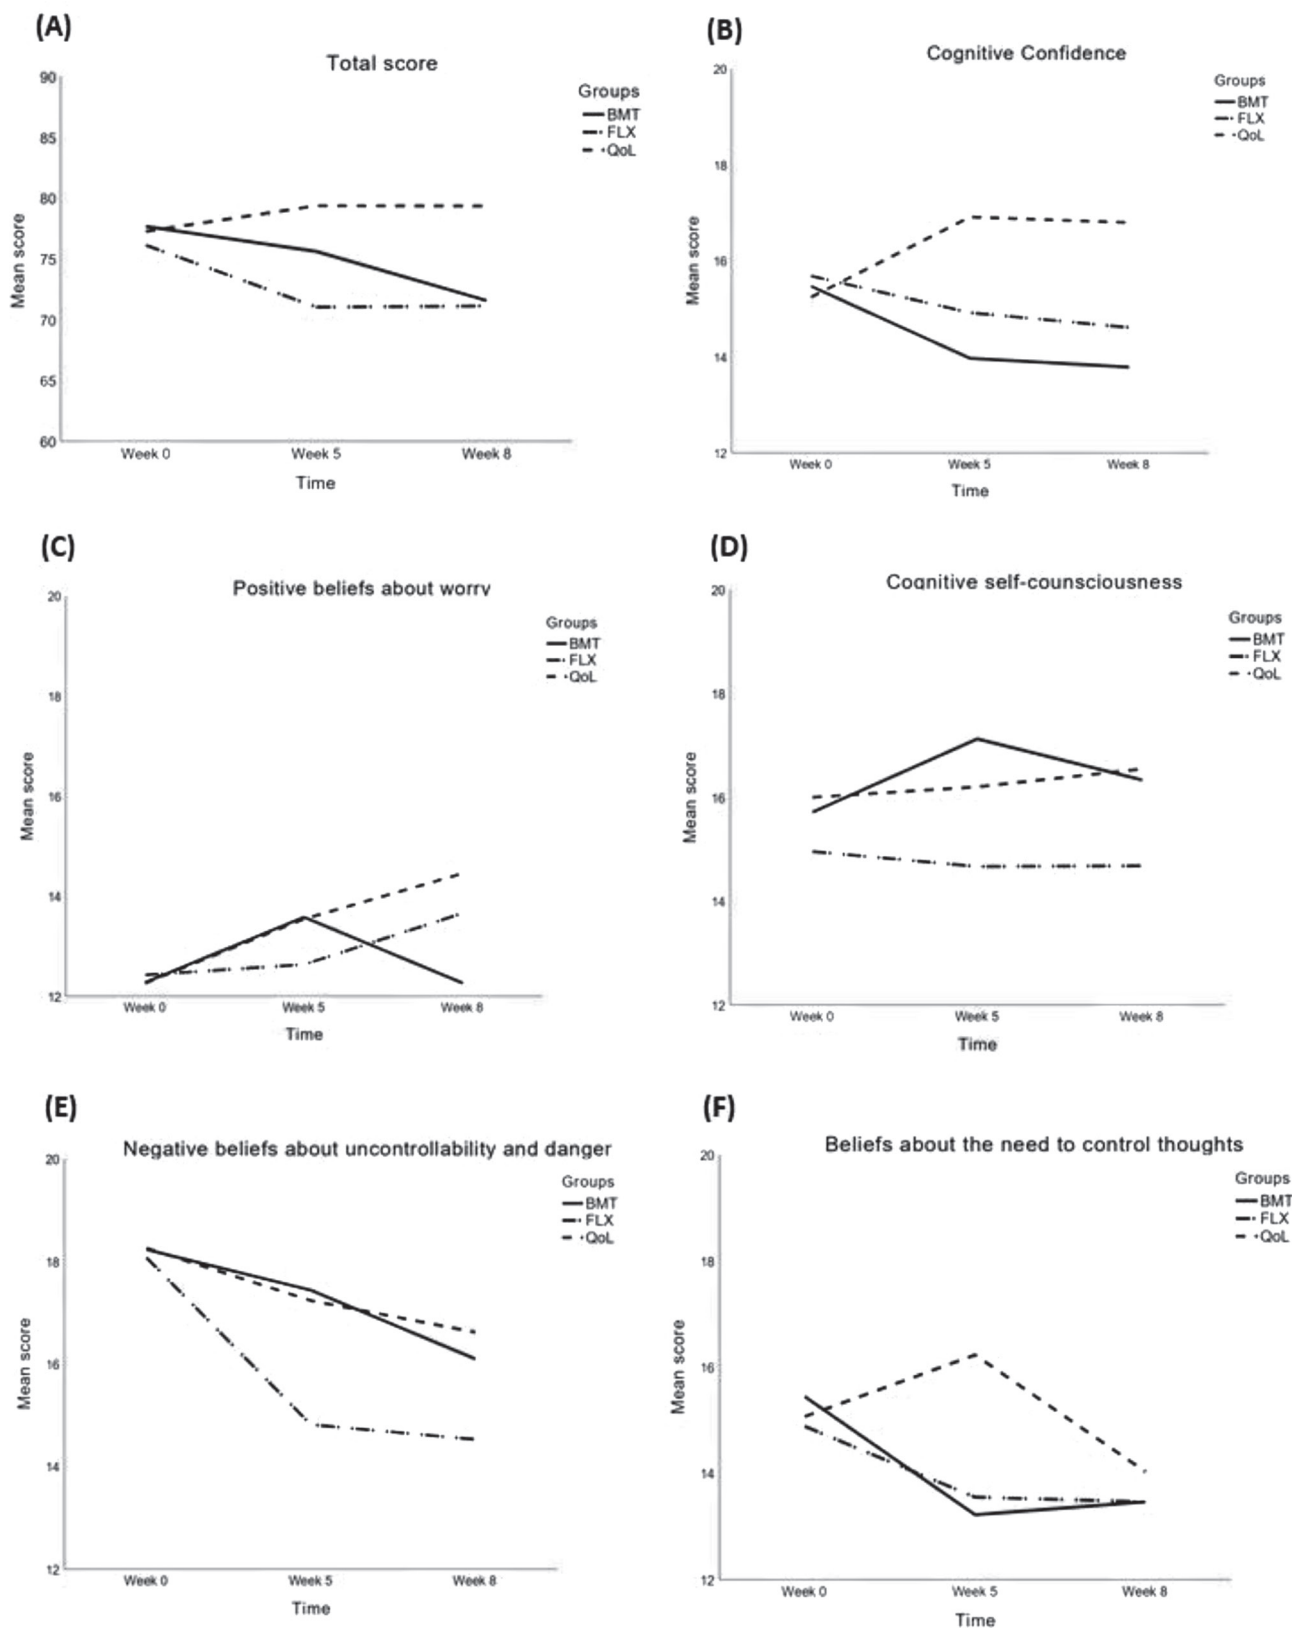 (A)
Total score
90
85
80
75
70
65
60
Mean score
Groups
BMT
FLX
QoL
Week 0
Week 5
Week 8
Time
(B)
Cognitive Confidence
20
18
16
14
12
Mean score
Groups
BMT
FLX
QoL
Week 0
Week 5
Week 8
Time
(C)
Positive beliefs about worry
20
18
16
14
12
Mean score
Groups
BMT
FLX
QoL
Week 0
Week 5
Week 8
Time
(D)
Cognitive self-counsciousness
20
18
16
14
12
Mean score
Groups
BMT
FLX
QoL
Week 0
Week 5
Week 8
Time
(E)
Negative beliefs about uncontrollability and danger
20
18
16
14
12
Mean score
Groups
BMT
FLX
QoL
Week 0
Week 5
Week 8
Time
(F)
Beliefs about the need to control thoughts
20
18
16
14
12
Mean score
Groups
BMT
FLX
QoL
Week 0
Week 5
Week 8
Time